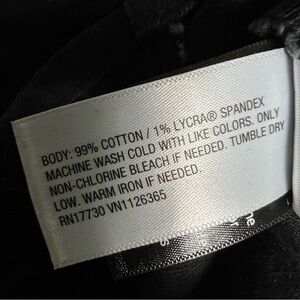 BODY: 99% COTTON / 1% LYCRA® SPANDEX
MACHINE WASH COLD WITH LIKE COLORS. ONLY
NON-CHLORINE BLEACH IF NEEDED. TUMBLE DRY
LOW. WARM IRON IF NEEDED.
RN17730 VN1126365